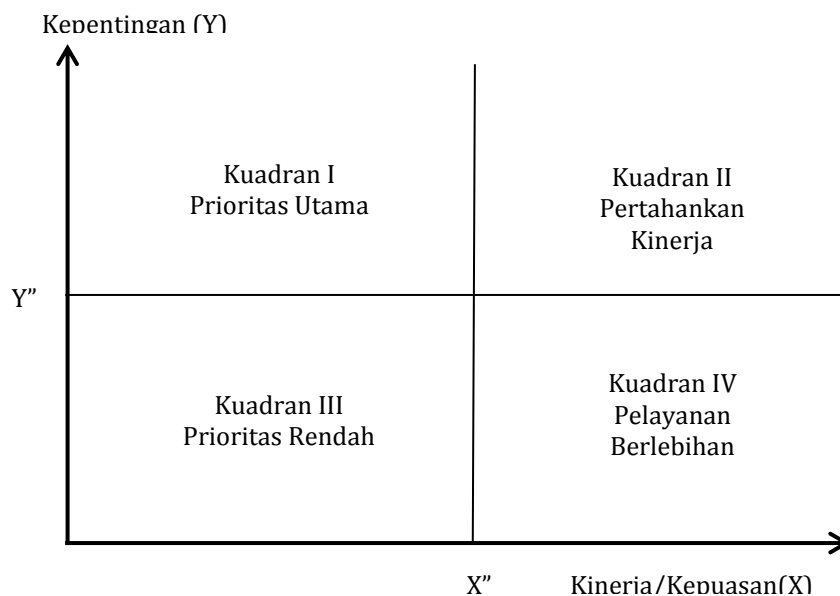 Kepentingan (Y)
Kuadran I
Prioritas Utama
Kuadran II
Pertahankan
Kinerja
Y”
Kuadran III
Prioritas Rendah
Kuadran IV
Pelayanan
Berlebihan
X”
Kinerja/Kepuasan(X)